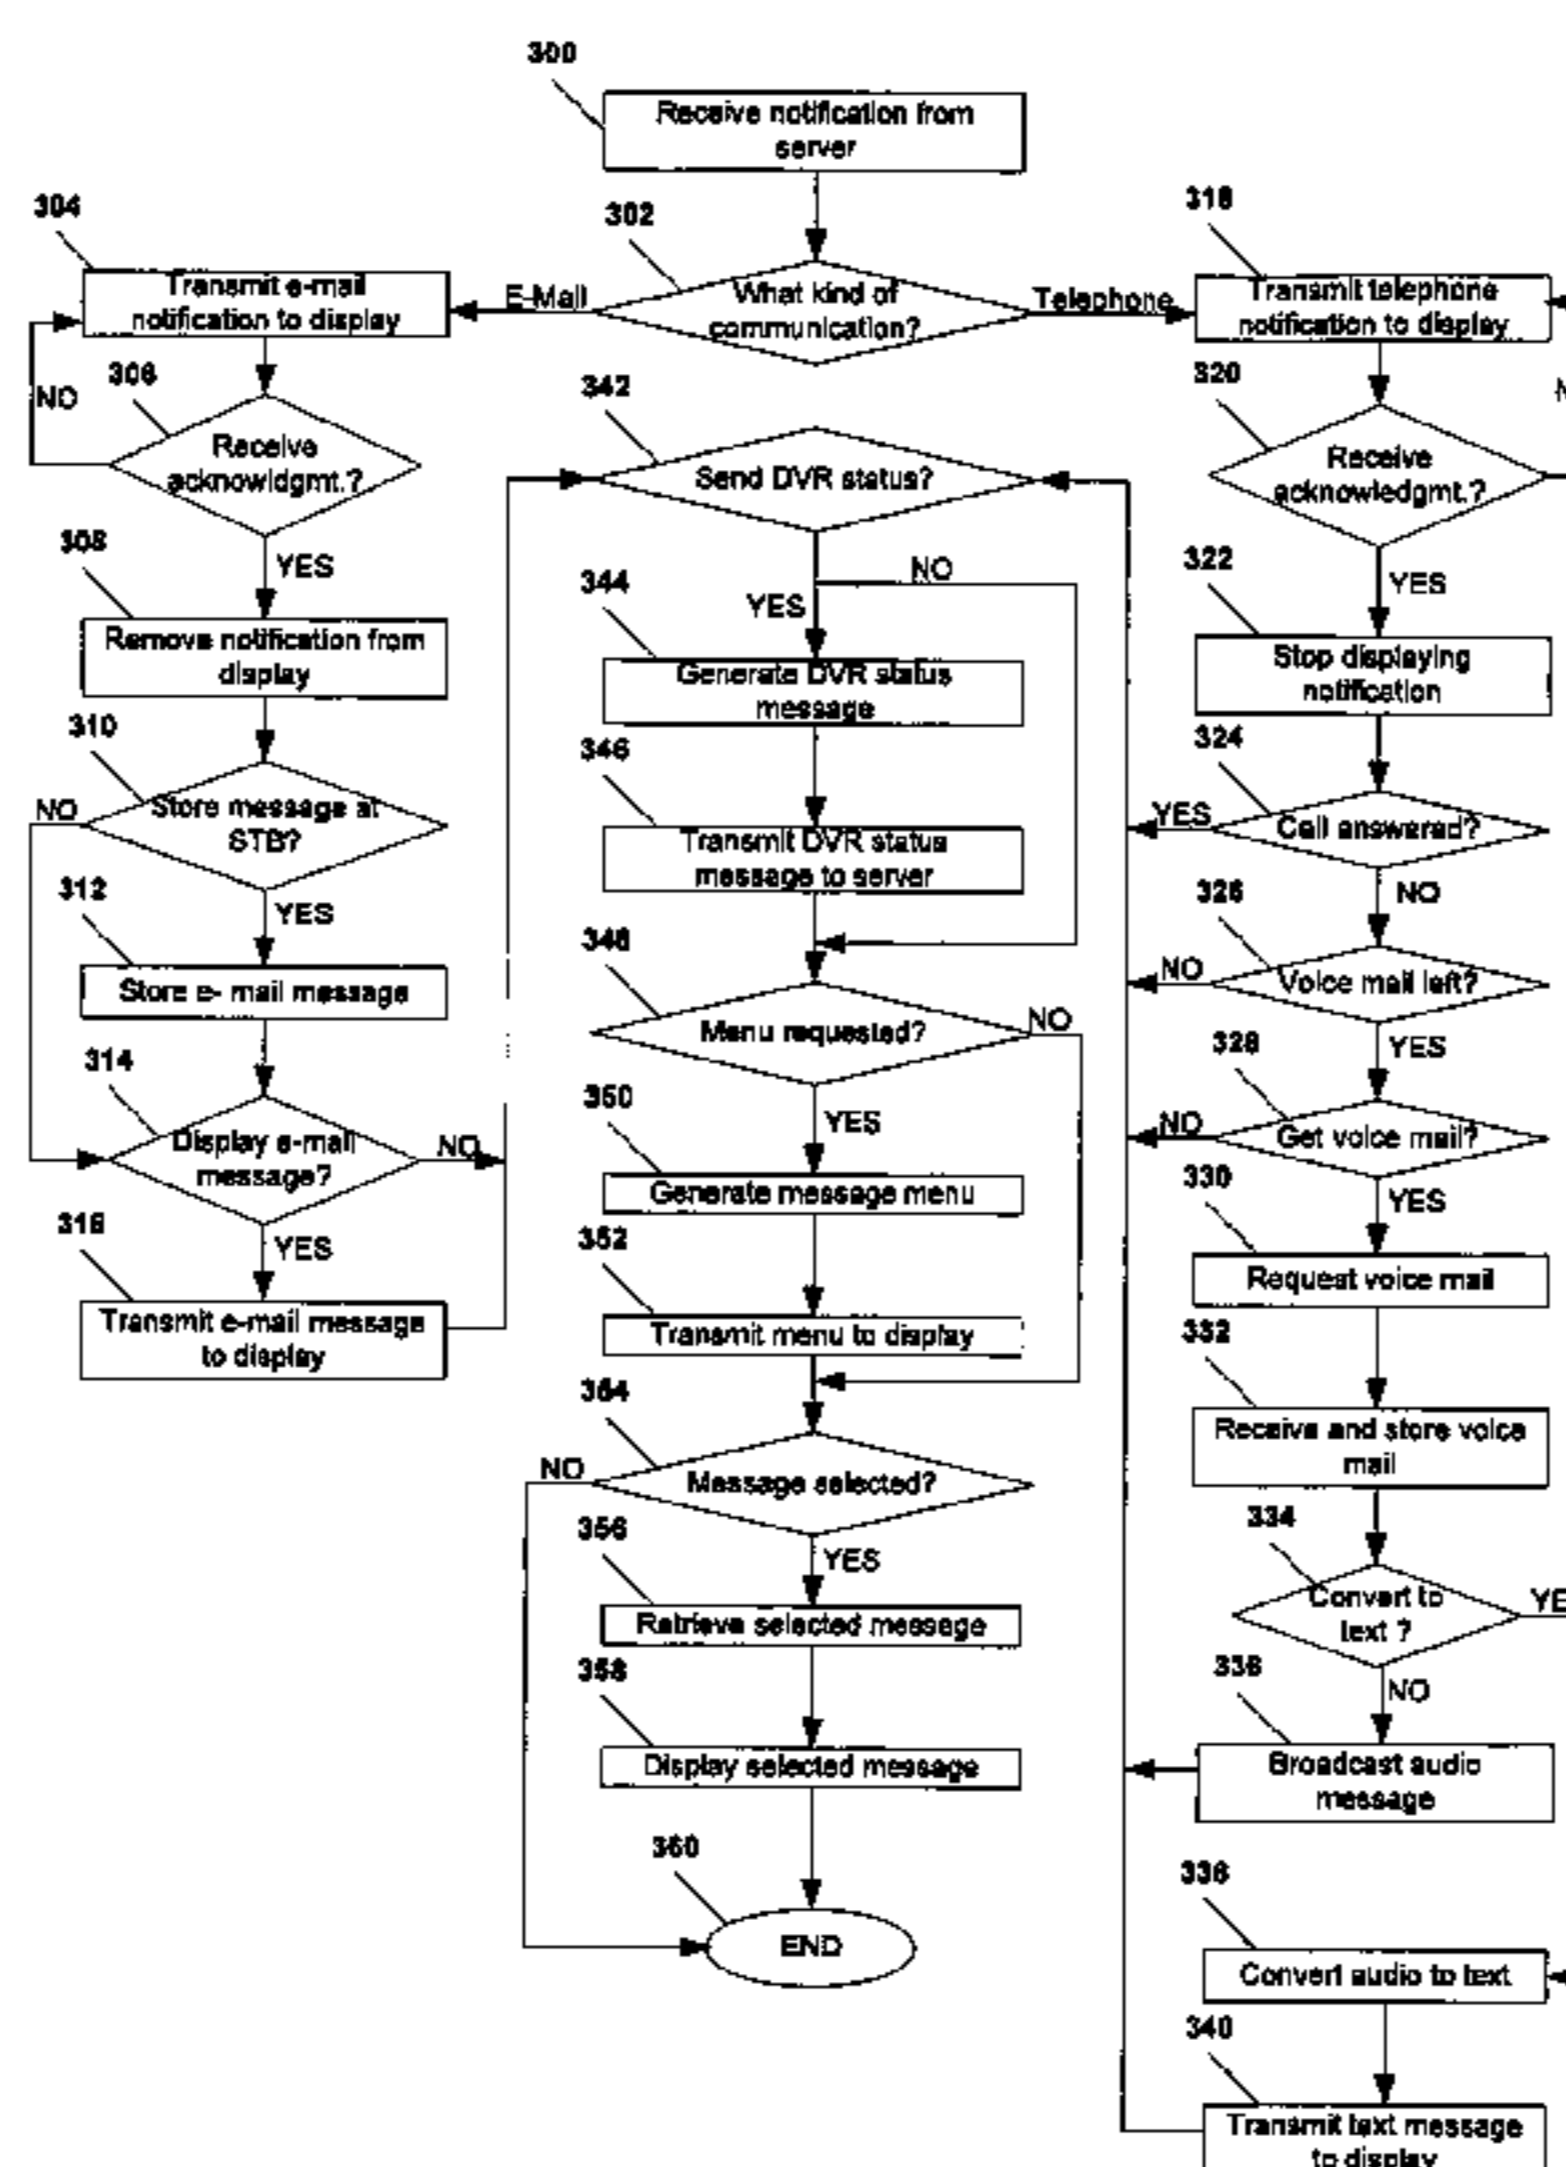 300
Receive notification from
server
304
302
318
Transmit e-mail
notification to display
E-Mail
What kind of
communication?
Telephone
Transmit telephone
notification to display
NO
306
342
320
Receive
acknowldgmt.?
Send DVR status?
Receive
acknowledgmt.?
308
YES
344
NO
YES
322
YES
Remove notification from
display
Generate DVR status
message
Stop displaying
notification
310
346
324
NO
Store message at
STB?
Transmit DVR status
message to server
YES
Call answered?
312
YES
348
326
NO
Store e- mail message
Menu requested?
NO
NO
Voice mail left?
314
350
YES
328
YES
Display e-mail
message?
NO
Generate message menu
NO
Get voice mail?
316
YES
352
330
YES
Transmit e-mail message
to display
Transmit menu to display
Request voice mail
354
332
NO
Message selected?
Receive and store voice
mail
356
YES
334
Retrieve selected message
Convert to
text ?
YE
358
336
NO
Display selected message
Broadcast audio
message
360
END
338
Convert audio to text
340
Transmit text message
to display